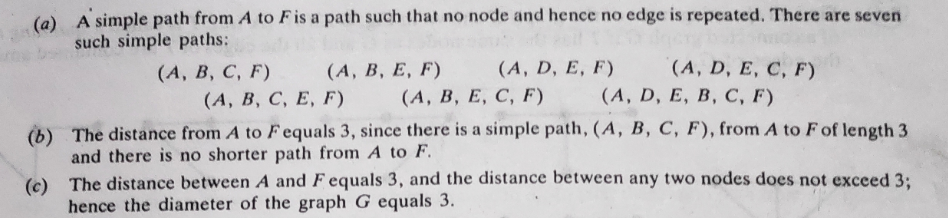 (a) A simple path from A to F is a path such that no node and hence no edge is repeated. There are seven
such simple paths:
(A, B, C, F) (A, B, E, F) (A, D, E, F) (A, D, E, C, F)
(A, B, C, E, F) (A, B, E, C, F) (A, D, E, B, C, F)
(b) The distance from A to F equals 3, since there is a simple path, (A, B, C, F), from A to F of length 3
and there is no shorter path from A to F.
(c) The distance between A and F equals 3, and the distance between any two nodes does not exceed 3;
hence the diameter of the graph G equals 3.